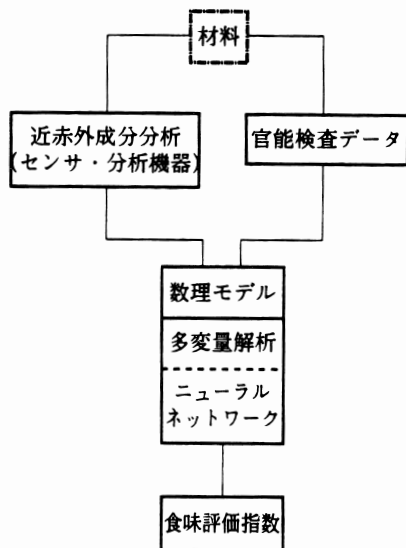 材料
近赤外成分分析
(センサ・分析機器)
官能検査データ
数理モデル
多変量解析
ニューラル
ネットワーク
食味評価指数